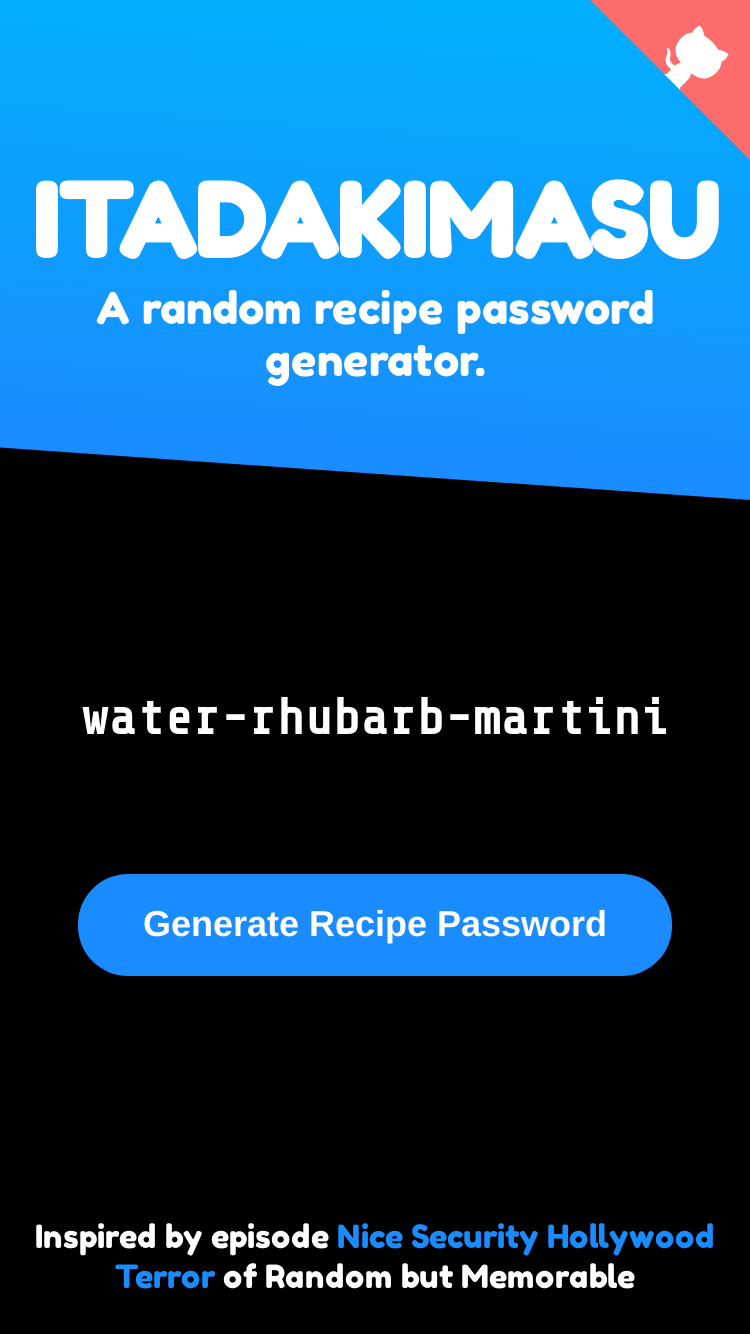 ITADAKIMASU
A random recipe password
generator.
water-rhubarb-martini
Generate Recipe Password
Inspired by episode Nice Security Hollywood
Terror of Random but Memorable